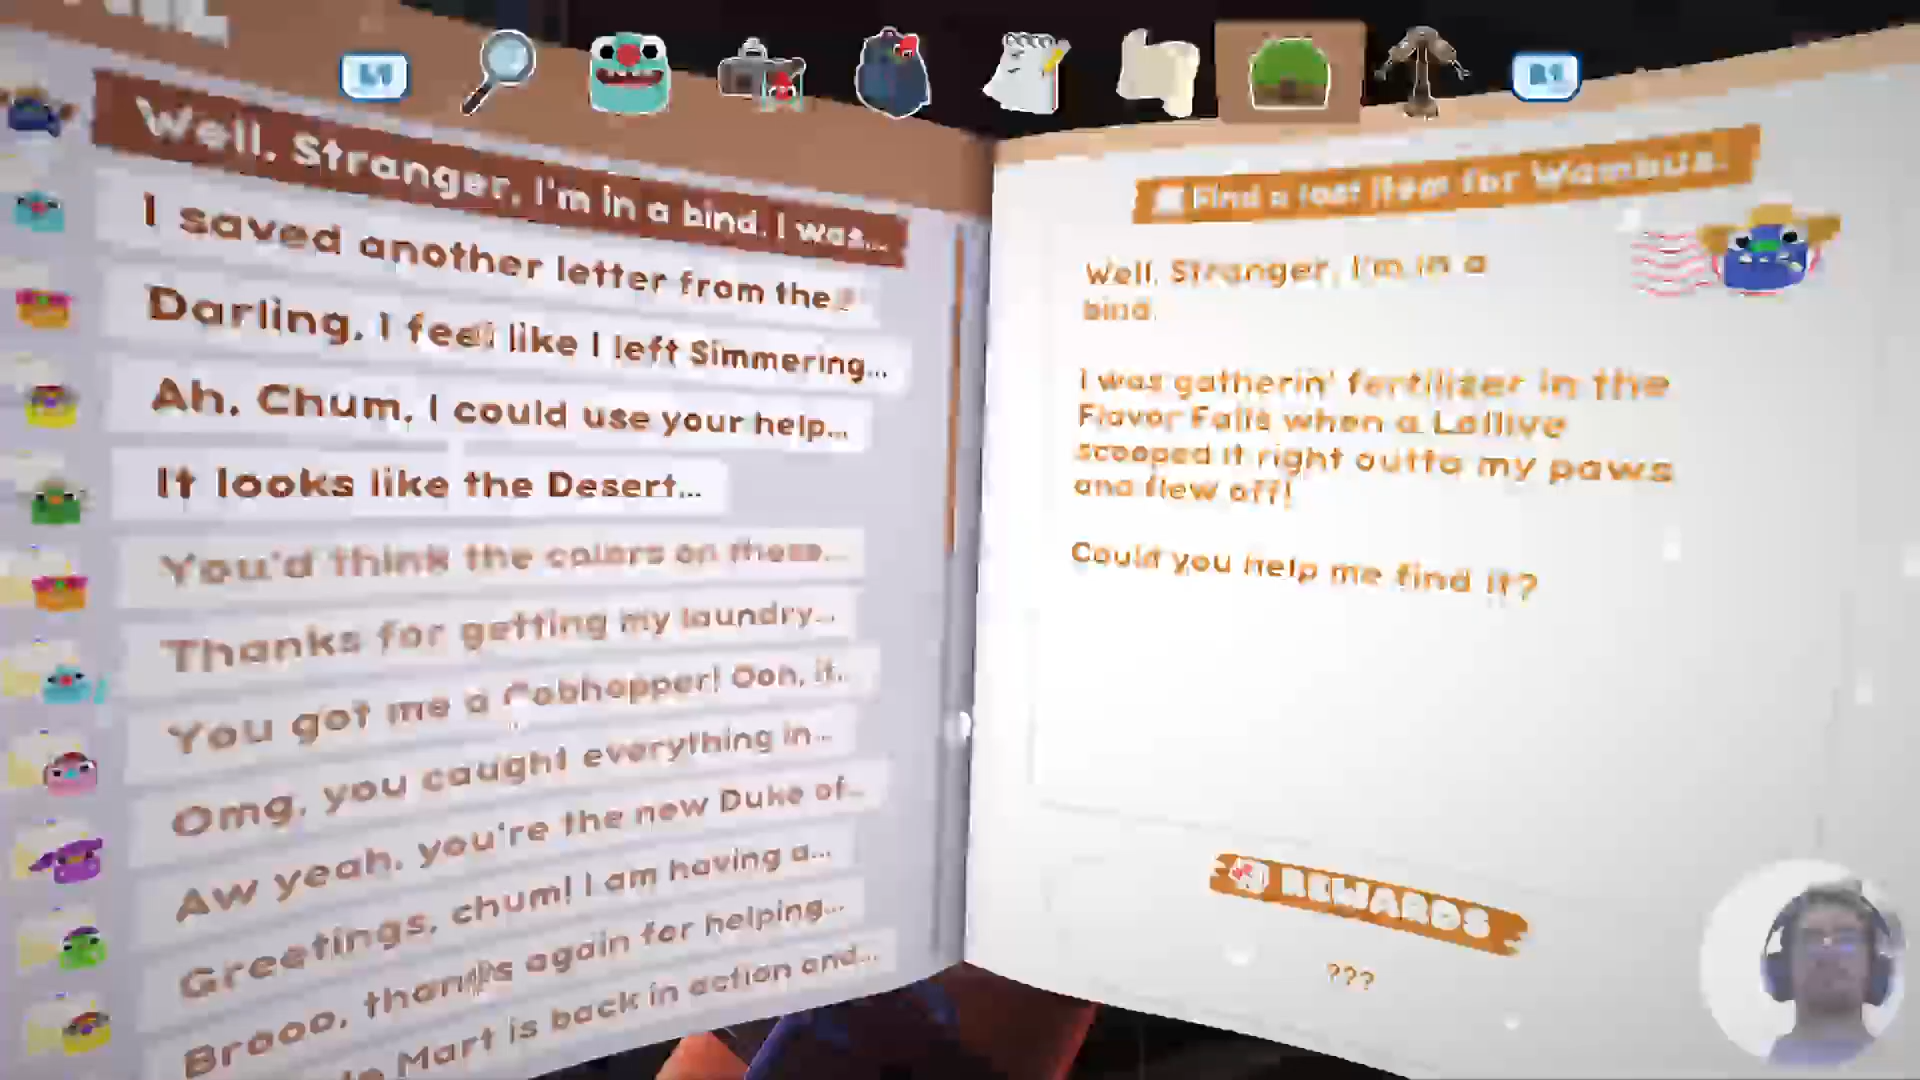 L1
R1
Well, Stranger, I'm in a bind. I was...
I saved another letter from the
Darling, I feel like I left Simmering...
Ah, Chum, I could use your help...
It looks like the Desert...
You'd think the colors on these...
Thanks for getting my laundry...
You got me a Cobhopper! Ooh, it...
Omg, you caught everything in...
Aw yeah, you're the new Duke of...
Greetings, chum! I am having a...
Brooo, thanks again for helping...
Mart is back in action and...
Find a lost item for Wambus.
Well, Stranger, I'm in a
bind.
I was gatherin' fertilizer in the
Flavor Falls when a Lollive
scooped it right outta my paws
and flew off!
Could you help me find it?
REWARDS
???